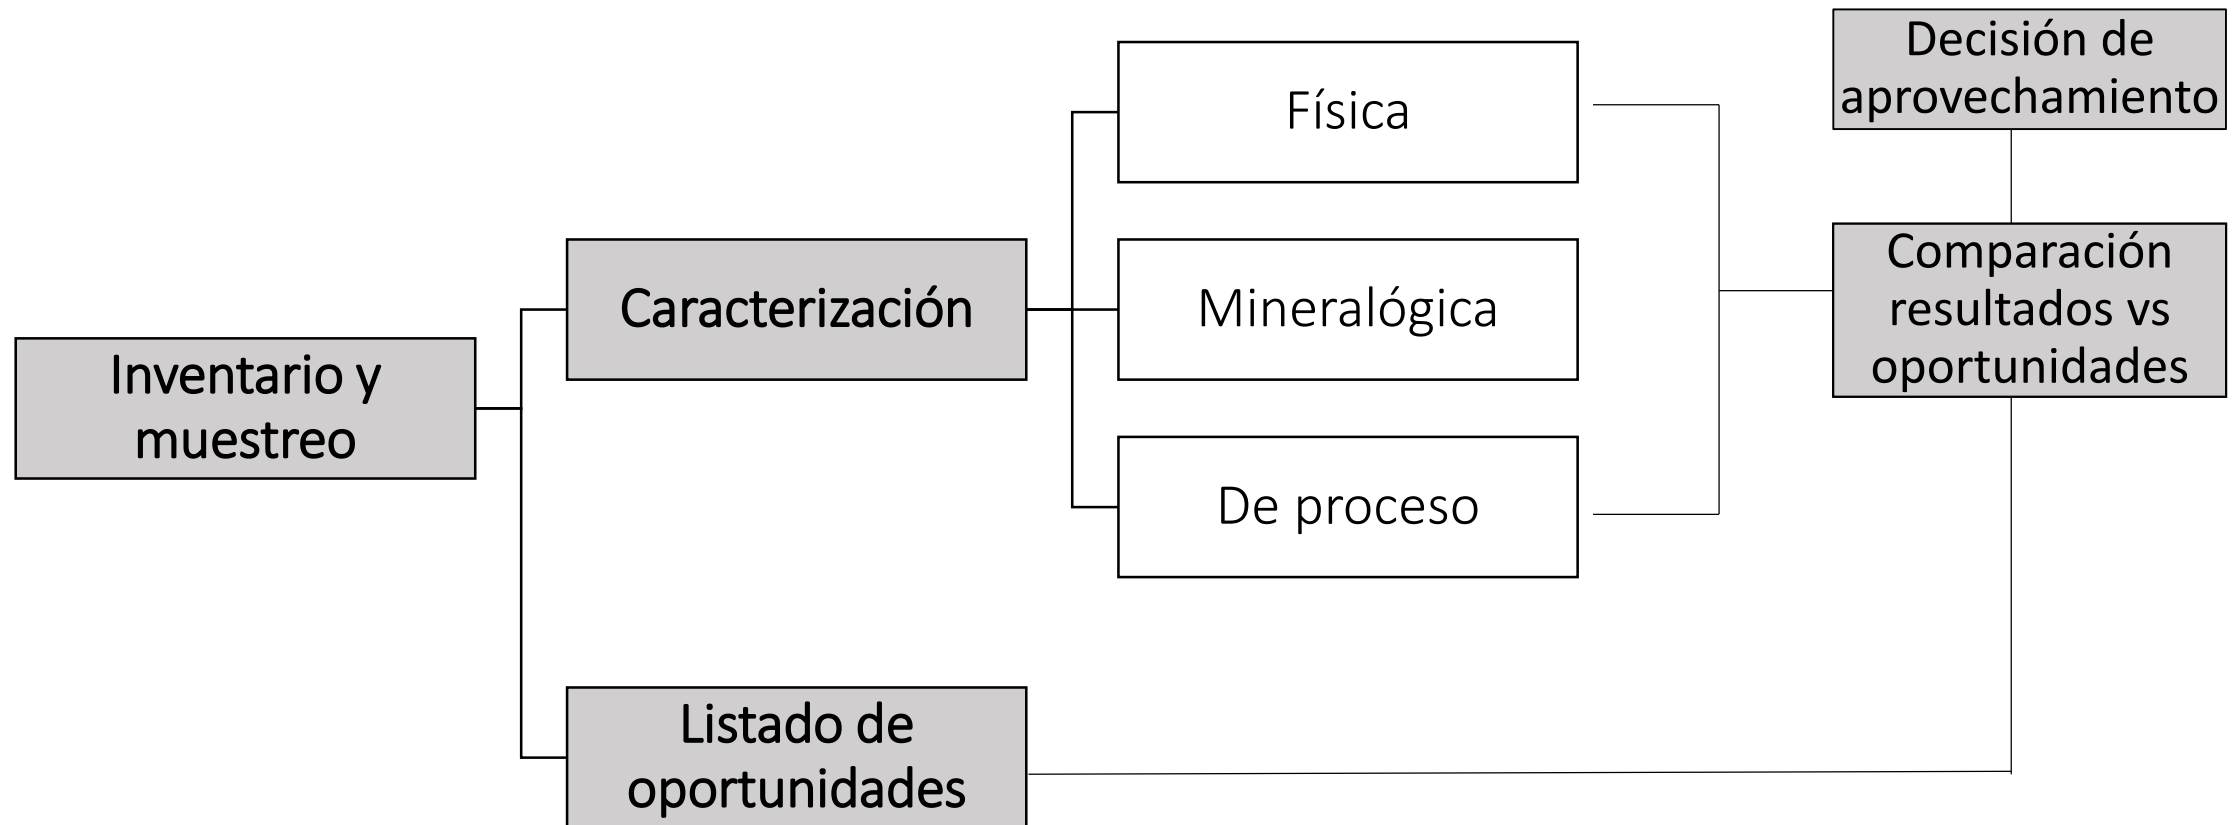 Inventario y
muestreo
Caracterización
Física
Mineralógica
De proceso
Listado de
oportunidades
Decisión de
aprovechamiento
Comparación
resultados vs
oportunidades